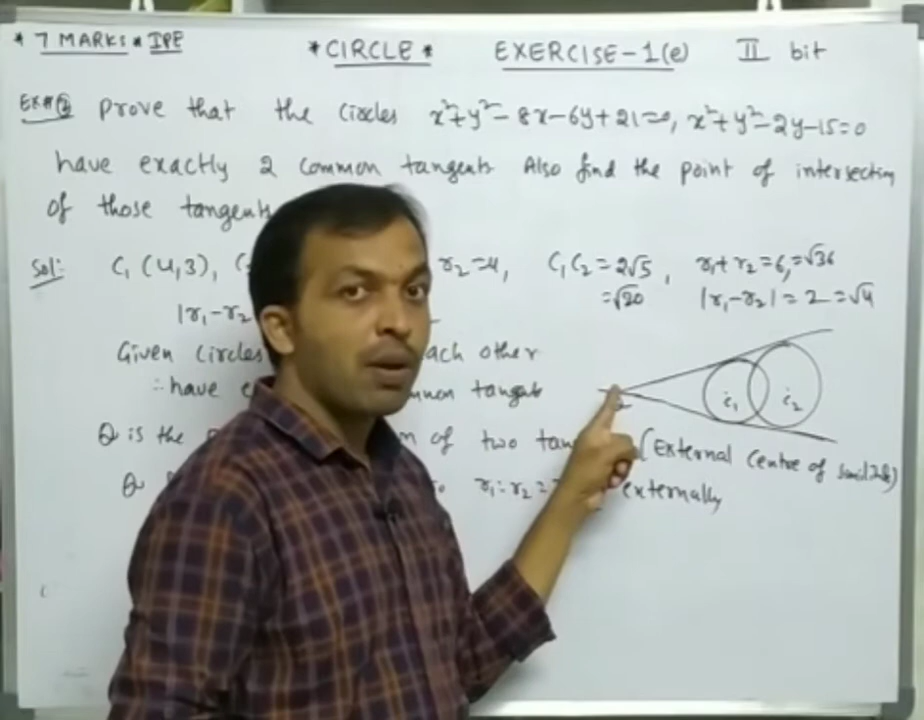 * 7 MARKS * IPE * CIRCLE * EXERCISE-1(e) II bit
Ex# 2 Prove that the circles x²+y²-8x-6y+21=0, x²+y²-2y-15=0
have exactly 2 common tangents Also find the point of intersection
of those tangents
Sol: C₁(4,3), r₂=4, C₁C₂=2√5, r₁+r₂=6,=√36
=√20 |r₁-r₂|=2=√4
|r₁-r₂
Given circles each other
∴ have common tangents
C₁ C₂
Q is the of two (External centre of similitude)
Q r₁:r₂= externally